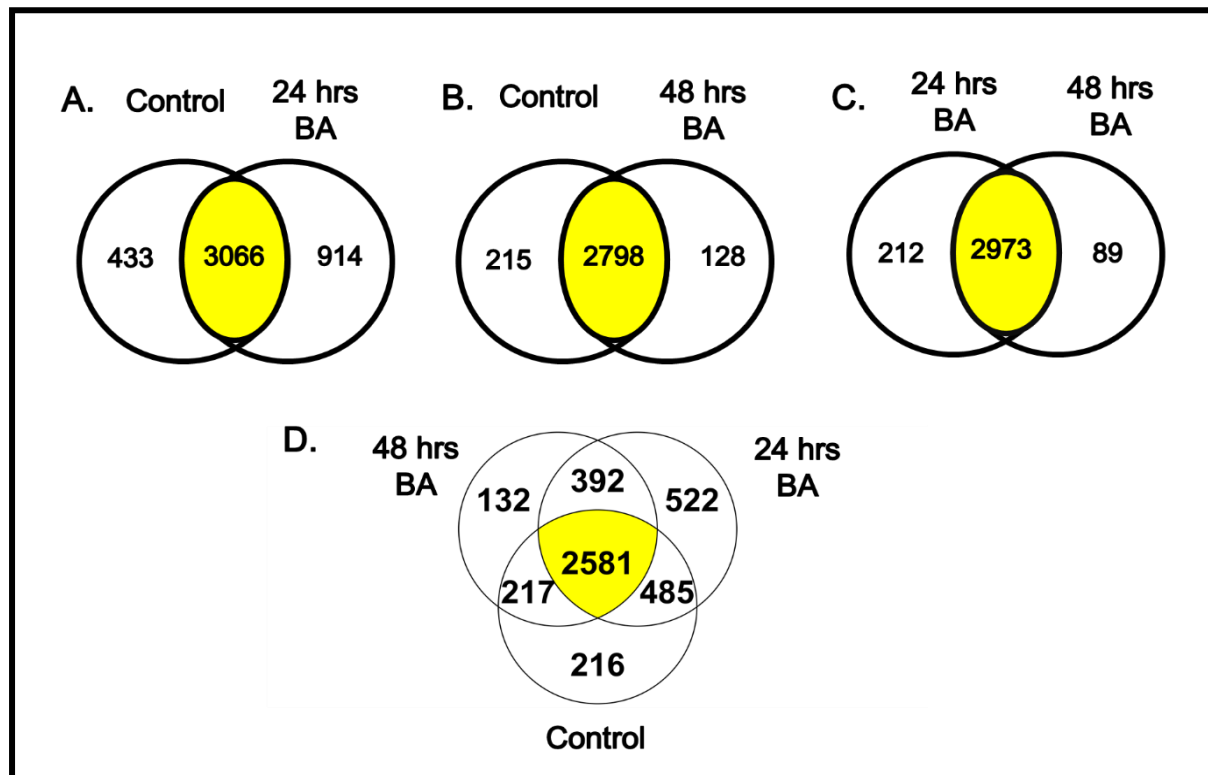 A. Control 24 hrs
BA
433 3066 914
B. Control 48 hrs
BA
215 2798 128
C. 24 hrs 48 hrs
BA BA
212 2973 89
D. 48 hrs 24 hrs
BA BA
132 392 522
2581
217 485
216
Control